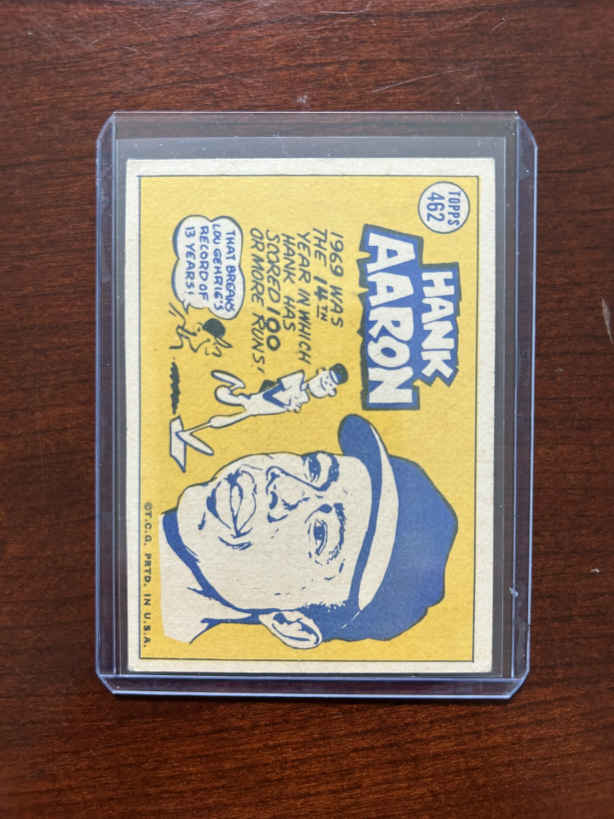 TOPPS
462
HANK
AARON
1969 WAS
THE 14TH
YEAR IN WHICH
HANK HAS
SCORED 100
OR MORE RUNS!
THAT BREAKS
LOU GEHRIG'S
RECORD OF
13 YEARS!
©T.C.G. PRTD. IN U.S.A.